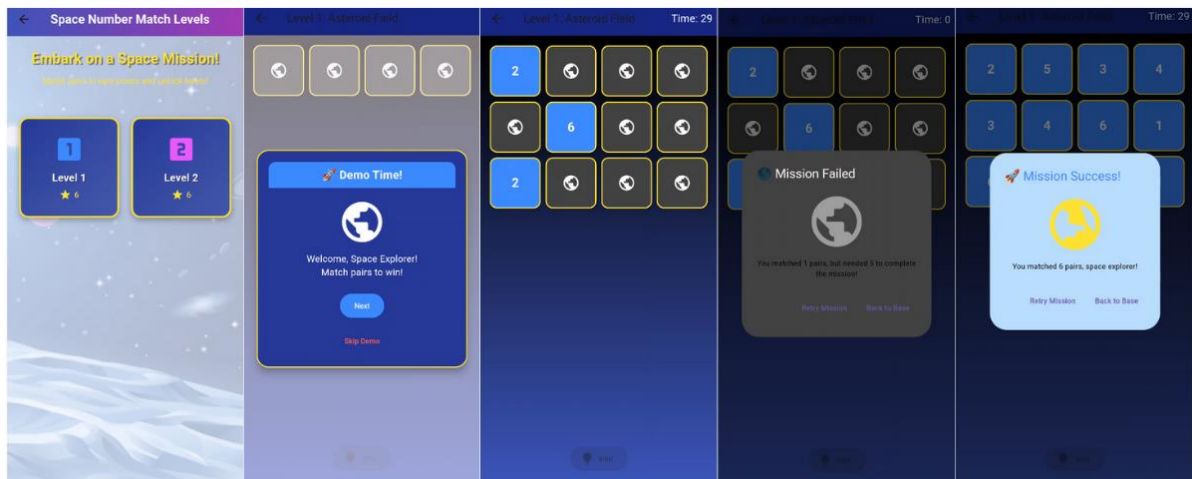 Space Number Match Levels
Embark on a Space Mission!
1
Level 1
6
2
Level 2
6
Level 1: Asteroid Field
🚀 Demo Time!
Welcome, Space Explorer!
Match pairs to win!
Next
Skip Demo
Level 1: Asteroid Field
Time: 29
2
6
2
Time: 0
2
6
Mission Failed
You matched 1 pairs, but needed 5 to complete
the mission!
Retry Mission
Back to Base
Time: 29
2 5 3 4
3 4 6 1
🚀 Mission Success!
You matched 6 pairs, space explorer!
Retry Mission
Back to Base